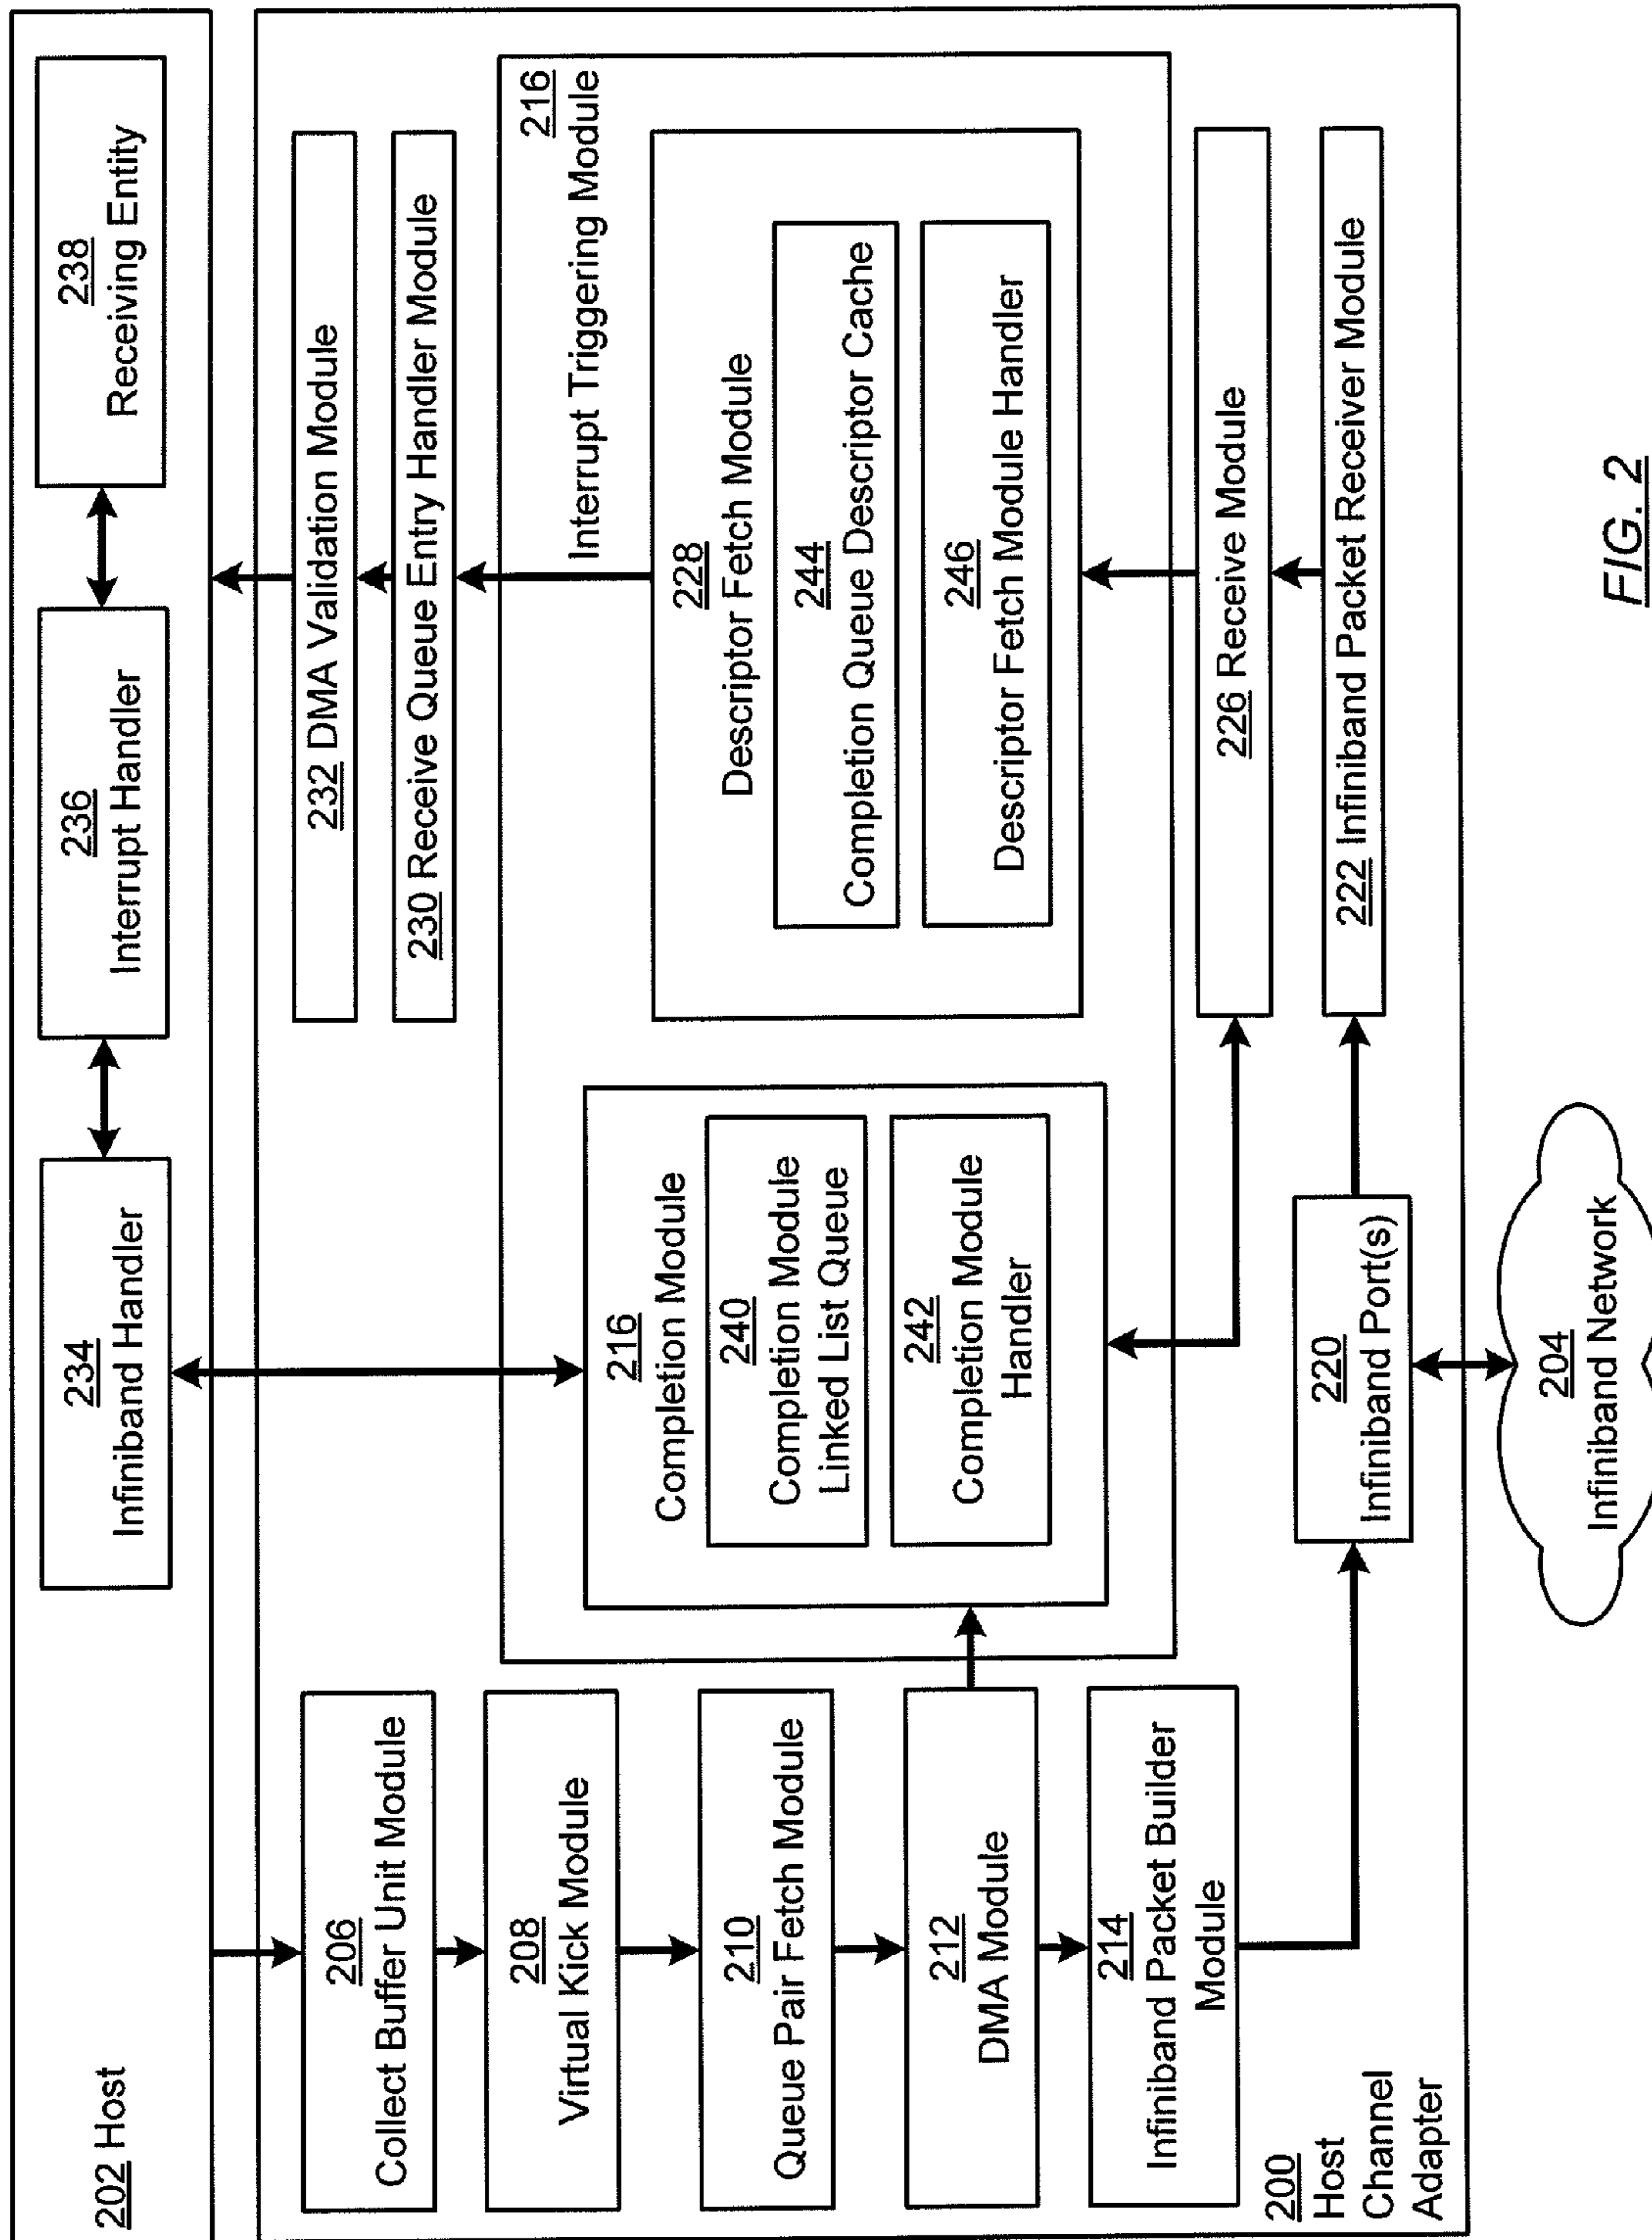 202 Host
234
Infiniband Handler
236
Interrupt Handler
238
Receiving Entity
206
Collect Buffer Unit Module
208
Virtual Kick Module
210
Queue Pair Fetch Module
212
DMA Module
214
Infiniband Packet Builder
Module
200
Host
Channel
Adapter
232 DMA Validation Module
230 Receive Queue Entry Handler Module
216
Interrupt Triggering Module
216
Completion Module
240
Completion Module
Linked List Queue
242
Completion Module
Handler
228
Descriptor Fetch Module
244
Completion Queue Descriptor Cache
246
Descriptor Fetch Module Handler
226 Receive Module
222 Infiniband Packet Receiver Module
220
Infiniband Port(s)
204
Infiniband Network
FIG. 2